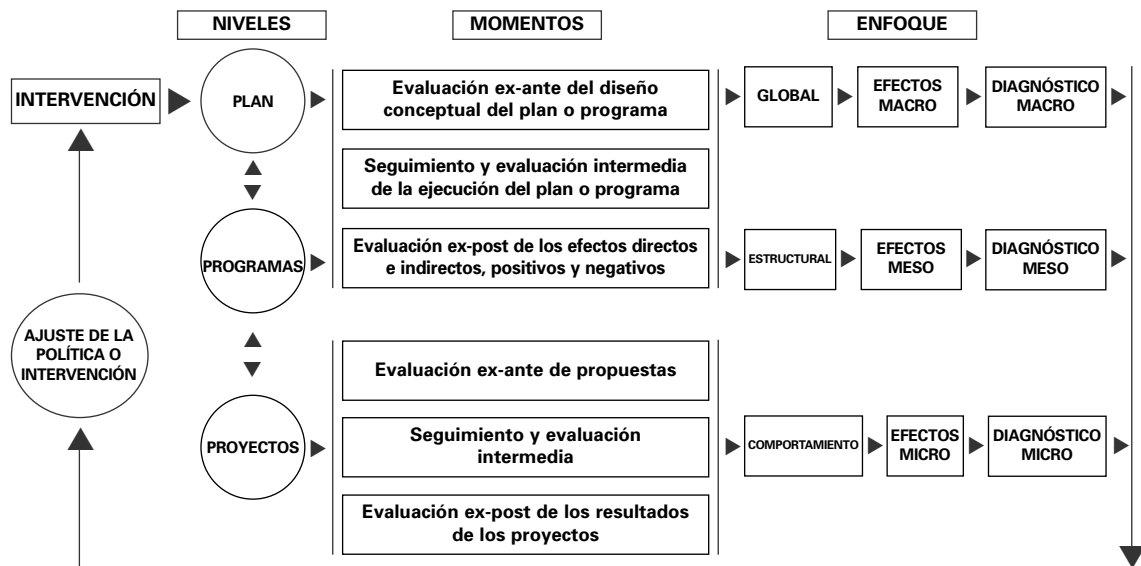 NIVELES
MOMENTOS
ENFOQUE
INTERVENCIÓN
PLAN
Evaluación ex-ante del diseño
conceptual del plan o programa
GLOBAL
EFECTOS
MACRO
DIAGNÓSTICO
MACRO
Seguimiento y evaluación intermedia
de la ejecución del plan o programa
PROGRAMAS
Evaluación ex-post de los efectos directos
e indirectos, positivos y negativos
ESTRUCTURAL
EFECTOS
MESO
DIAGNÓSTICO
MESO
AJUSTE DE LA
POLÍTICA O
INTERVENCIÓN
Evaluación ex-ante de propuestas
PROYECTOS
Seguimiento y evaluación
intermedia
COMPORTAMIENTO
EFECTOS
MICRO
DIAGNÓSTICO
MICRO
Evaluación ex-post de los resultados
de los proyectos